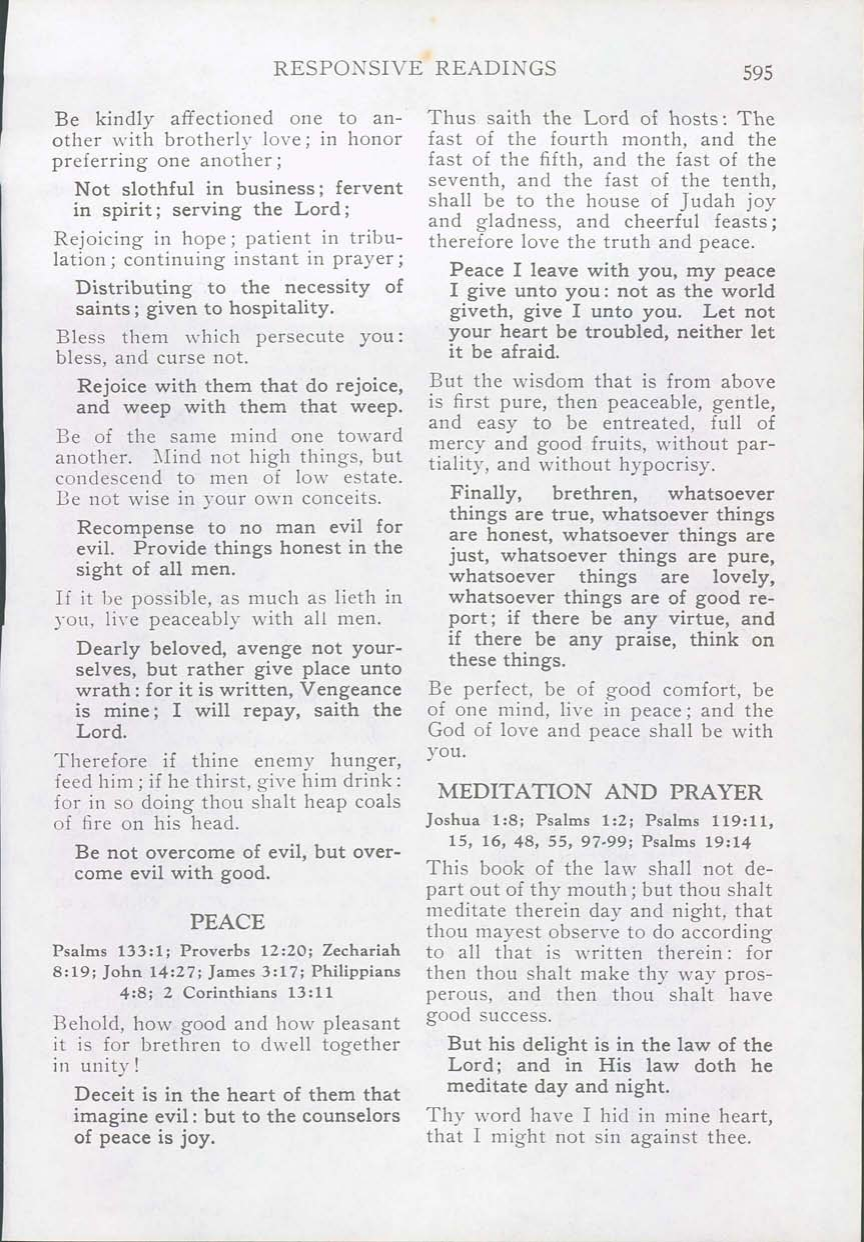 RESPONSIVE READINGS
595
Be kindly affectioned one to an-
other with brotherly love; in honor
preferring one another;
Not slothful in business; fervent
in spirit; serving the Lord;
Rejoicing in hope; patient in tribu-
lation; continuing instant in prayer;
Distributing to the necessity of
saints; given to hospitality.
Bless them which persecute you:
bless, and curse not.
Rejoice with them that do rejoice,
and weep with them that weep.
Be of the same mind one toward
another. Mind not high things, but
condescend to men of low estate.
Be not wise in your own conceits.
Recompense to no man evil for
evil. Provide things honest in the
sight of all men.
If it be possible, as much as lieth in
you, live peaceably with all men.
Dearly beloved, avenge not your-
selves, but rather give place unto
wrath: for it is written, Vengeance
is mine; I will repay, saith the
Lord.
Therefore if thine enemy hunger,
feed him; if he thirst, give him drink:
for in so doing thou shalt heap coals
of fire on his head.
Be not overcome of evil, but over-
come evil with good.
PEACE
Psalms 133:1; Proverbs 12:20; Zechariah
8:19; John 14:27; James 3:17; Philippians
4:8; 2 Corinthians 13:11
Behold, how good and how pleasant
it is for brethren to dwell together
in unity!
Deceit is in the heart of them that
imagine evil: but to the counselors
of peace is joy.
Thus saith the Lord of hosts: The
fast of the fourth month, and the
fast of the fifth, and the fast of the
seventh, and the fast of the tenth,
shall be to the house of Judah joy
and gladness, and cheerful feasts;
therefore love the truth and peace.
Peace I leave with you, my peace
I give unto you: not as the world
giveth, give I unto you. Let not
your heart be troubled, neither let
it be afraid.
But the wisdom that is from above
is first pure, then peaceable, gentle,
and easy to be entreated, full of
mercy and good fruits, without par-
tiality, and without hypocrisy.
Finally, brethren, whatsoever
things are true, whatsoever things
are honest, whatsoever things are
just, whatsoever things are pure,
whatsoever things are lovely,
whatsoever things are of good re-
port; if there be any virtue, and
if there be any praise, think on
these things.
Be perfect, be of good comfort, be
of one mind, live in peace; and the
God of love and peace shall be with
you.
MEDITATION AND PRAYER
Joshua 1:8; Psalms 1:2; Psalms 119:11,
15, 16, 48, 55, 97-99; Psalms 19:14
This book of the law shall not de-
part out of thy mouth; but thou shalt
meditate therein day and night, that
thou mayest observe to do according
to all that is written therein: for
then thou shalt make thy way pros-
perous, and then thou shalt have
good success.
But his delight is in the law of the
Lord; and in His law doth he
meditate day and night.
Thy word have I hid in mine heart,
that I might not sin against thee.